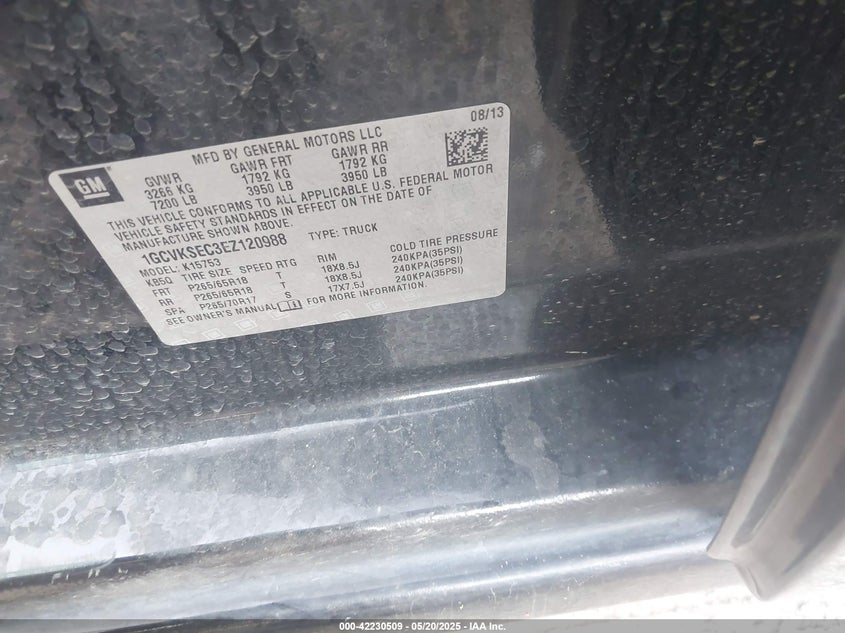 08/13
GM
MFD BY GENERAL MOTORS LLC
GVWR GAWR FRT GAWR RR
3266 KG 1792 KG 1792 KG
7200 LB 3950 LB 3950 LB
THIS VEHICLE CONFORMS TO ALL APPLICABLE U.S. FEDERAL MOTOR
VEHICLE SAFETY STANDARDS IN EFFECT ON THE DATE OF
MANUFACTURE SHOWN ABOVE.
1GCVKSEC3EZ120988 TYPE: TRUCK
MODEL: K15753
K85Q TIRE SIZE SPEED RTG RIM COLD TIRE PRESSURE
FRT P265/65R18 T 18X8.5J 240KPA(35PSI)
RR P265/65R18 T 18X8.5J 240KPA(35PSI)
SPA P265/70R17 S 17X7.5J 240KPA(35PSI)
SEE OWNER'S MANUAL FOR MORE INFORMATION.
000-42230509 - 05/20/2025 - IAA Inc.